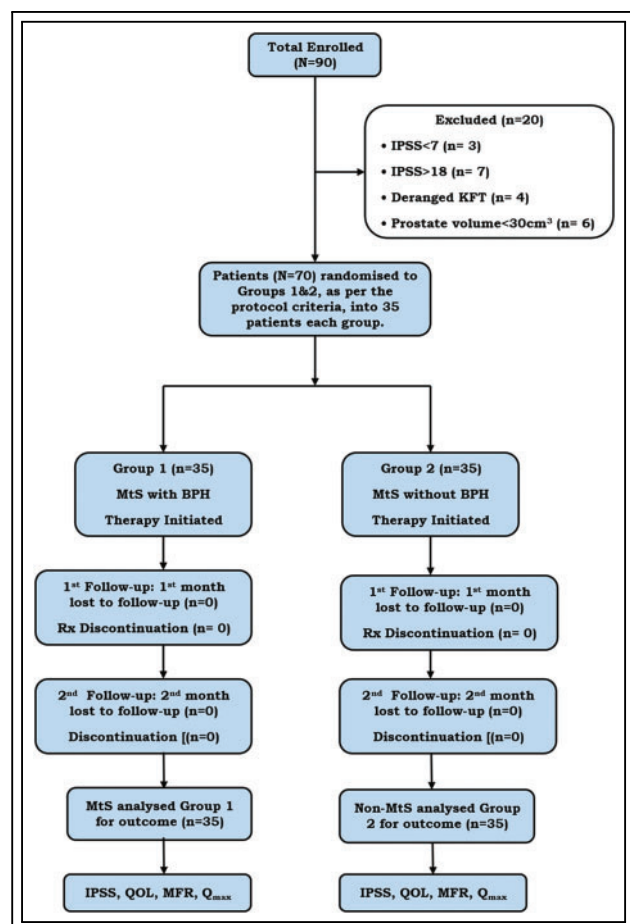 Total Enrolled
(N=90)
Excluded (n=20)
• IPSS<7 (n= 3)
• IPSS>18 (n= 7)
• Deranged KFT (n= 4)
• Prostate volume<30cm³ (n= 6)
Patients (N=70) randomised to
Groups 1&2, as per the
protocol criteria, into 35
patients each group.
Group 1 (n=35)
MtS with BPH
Therapy Initiated
Group 2 (n=35)
MtS without BPH
Therapy Initiated
1st Follow-up: 1st month
lost to follow-up (n=0)
Rx Discontinuation (n= 0)
1st Follow-up: 1st month
lost to follow-up (n=0)
Rx Discontinuation (n= 0)
2nd Follow-up: 2nd month
lost to follow-up (n=0)
Discontinuation [(n=0)
2nd Follow-up: 2nd month
lost to follow-up (n=0)
Discontinuation [(n=0)
MtS analysed Group 1
for outcome (n=35)
Non-MtS analysed Group
2 for outcome (n=35)
IPSS, QOL, MFR, Qmax
IPSS, QOL, MFR, Qmax